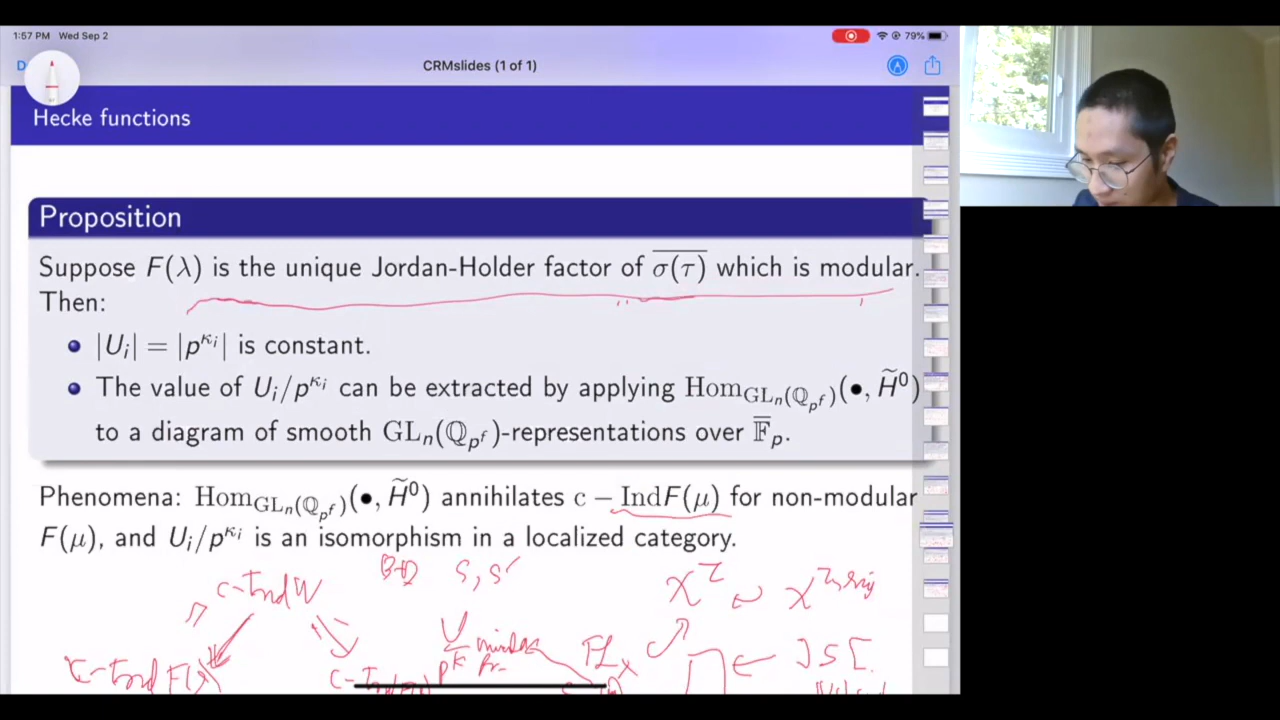 1:57 PM Wed Sep 2
79%
CRMslides (1 of 1)
Hecke functions
Proposition
Suppose F(λ) is the unique Jordan-Holder factor of \overline{σ(τ)} which is modular.
Then:
|U_i| = |p^{κ_i}| is constant.
The value of U_i/p^{κ_i} can be extracted by applying Hom_{GL_n(ℚ_{p^f})}(●, H̃^0)
to a diagram of smooth GL_n(ℚ_{p^f})-representations over \overline{𝔽}_p.
Phenomena: Hom_{GL_n(ℚ_{p^f})}(●, H̃^0) annihilates c − IndF(μ) for non-modular
F(μ), and U_i/p^{κ_i} is an isomorphism in a localized category.
c-Ind W
S, S'